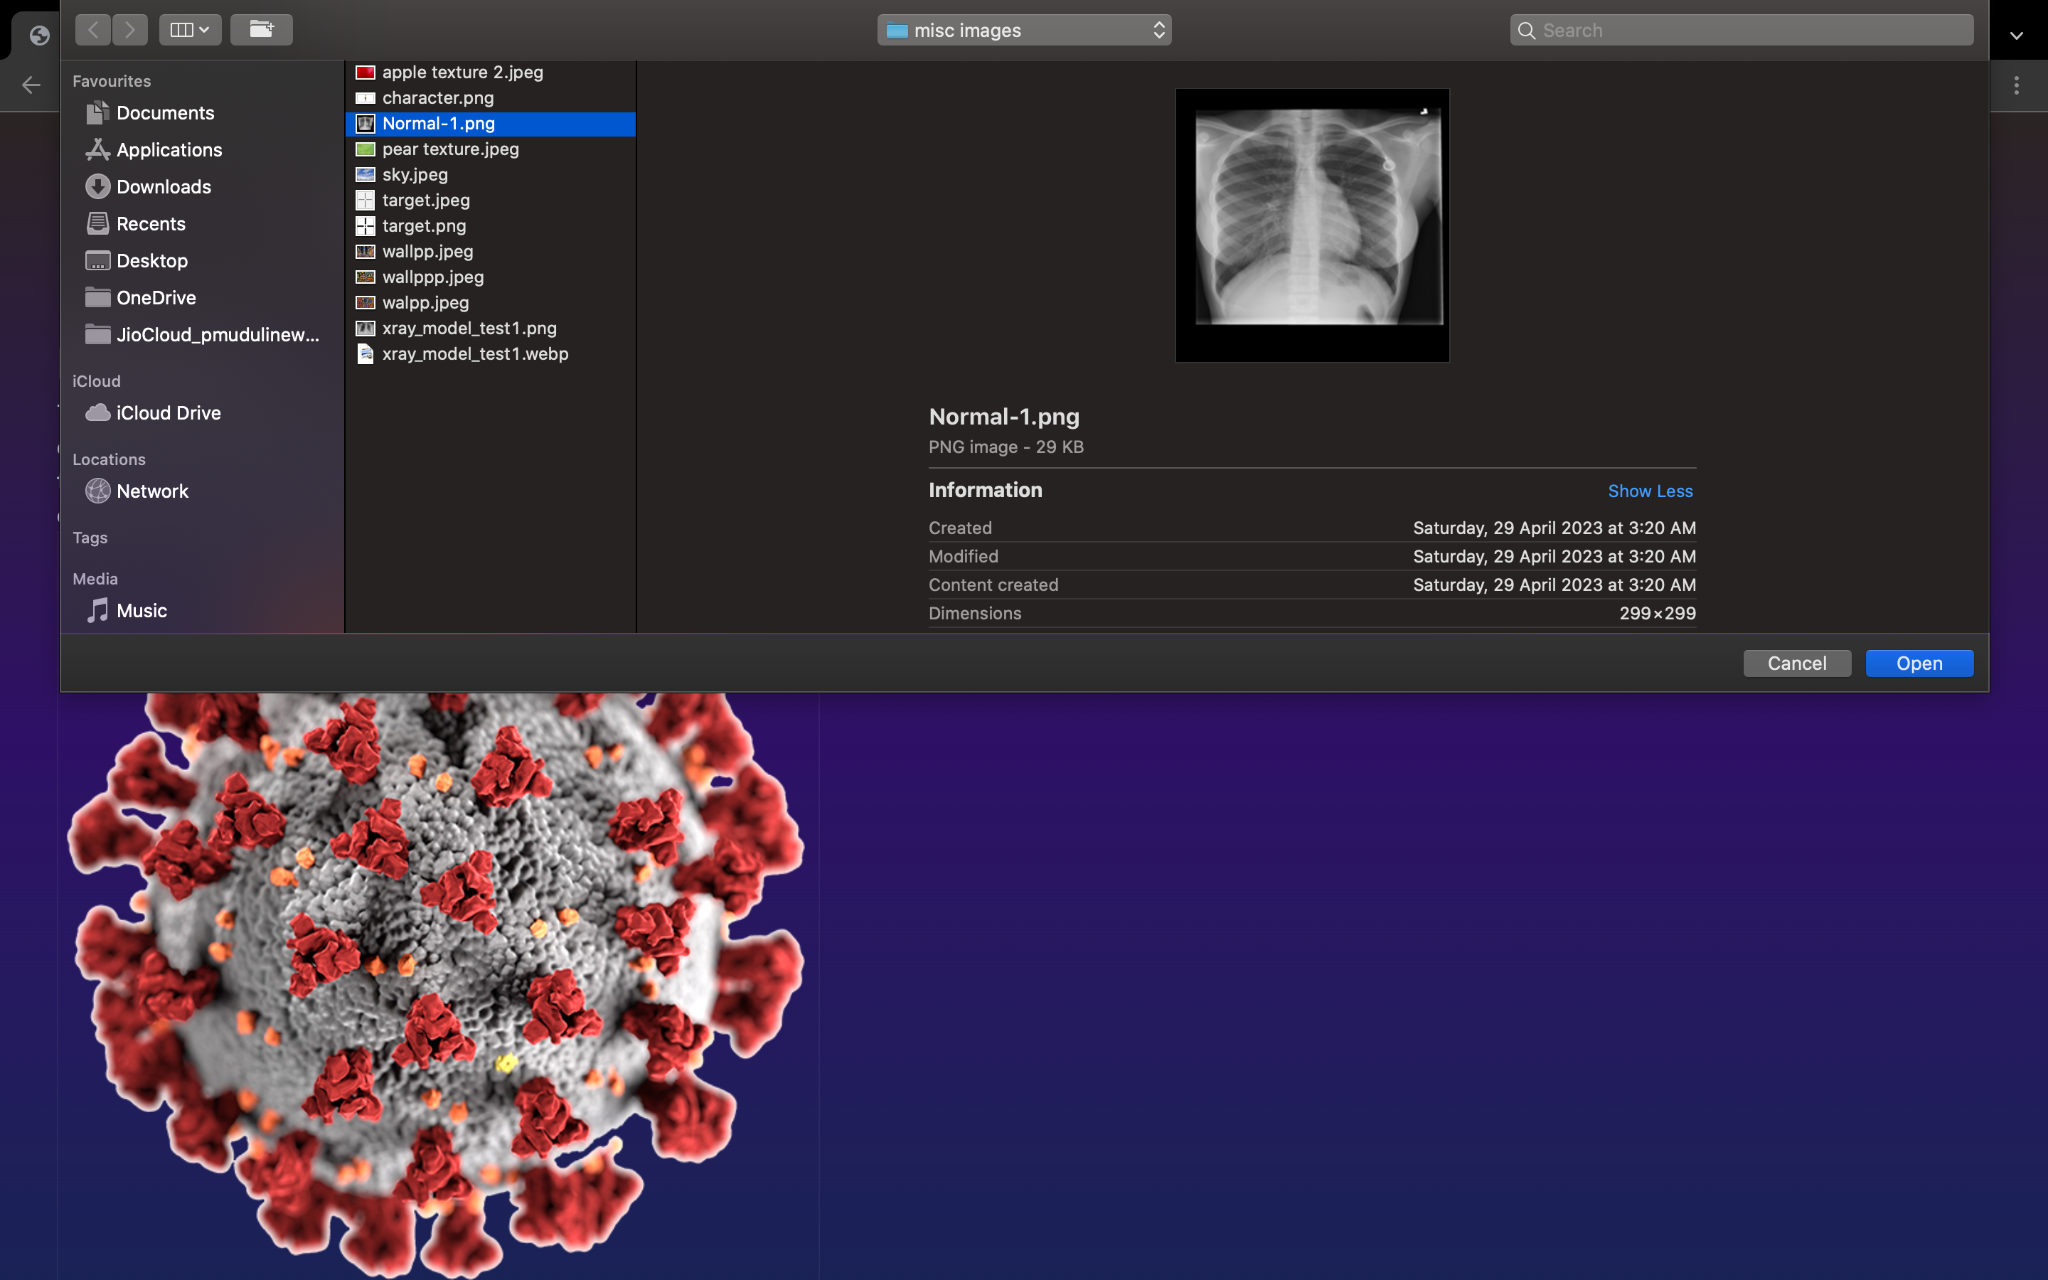 misc images
Search
Favourites
Documents
Applications
Downloads
Recents
Desktop
OneDrive
JioCloud_pmudulinew...
iCloud
iCloud Drive
Locations
Network
Tags
Media
Music
apple texture 2.jpeg
character.png
Normal-1.png
pear texture.jpeg
sky.jpeg
target.jpeg
target.png
wallpp.jpeg
wallppp.jpeg
walpp.jpeg
xray_model_test1.png
xray_model_test1.webp
Normal-1.png
PNG image - 29 KB
Information Show Less
Created Saturday, 29 April 2023 at 3:20 AM
Modified Saturday, 29 April 2023 at 3:20 AM
Content created Saturday, 29 April 2023 at 3:20 AM
Dimensions 299×299
Cancel Open